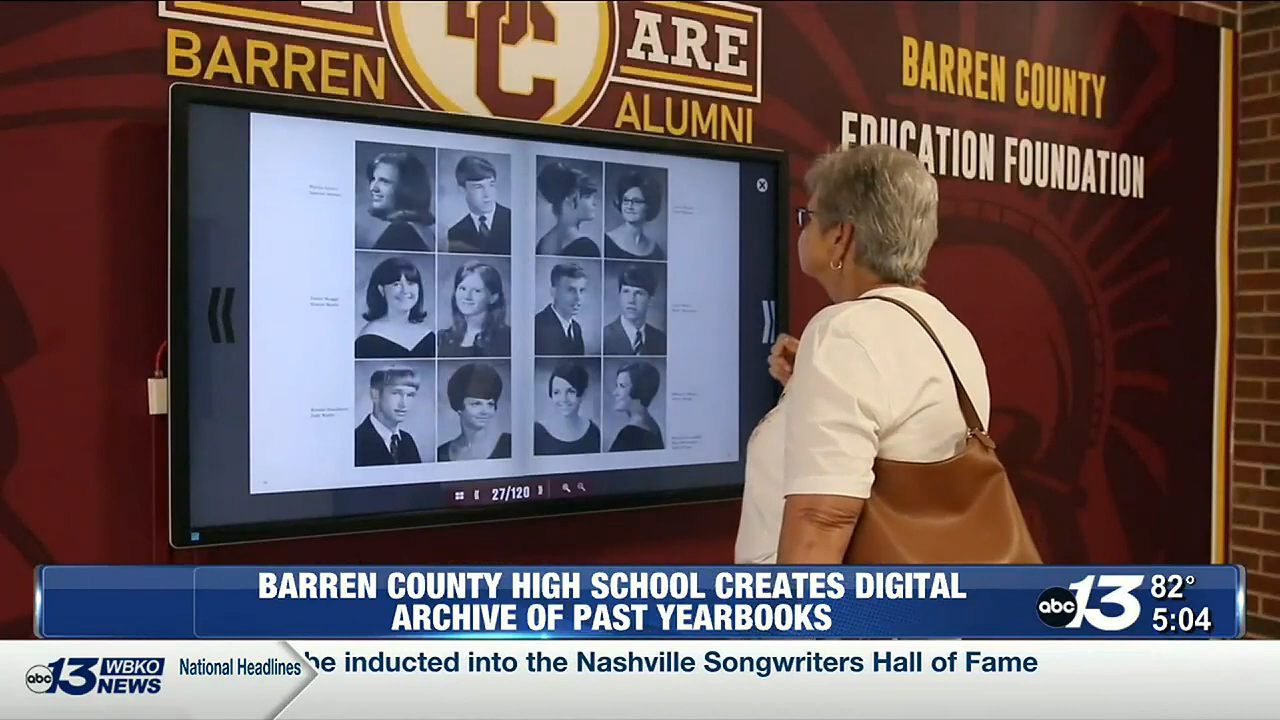 ARE
BARREN
ALUMNI
BARREN COUNTY
EDUCATION FOUNDATION
27/120
BARREN COUNTY HIGH SCHOOL CREATES DIGITAL
ARCHIVE OF PAST YEARBOOKS
abc 13
82°
5:04
abc 13 WBKO NEWS
National Headlines
be inducted into the Nashville Songwriters Hall of Fame